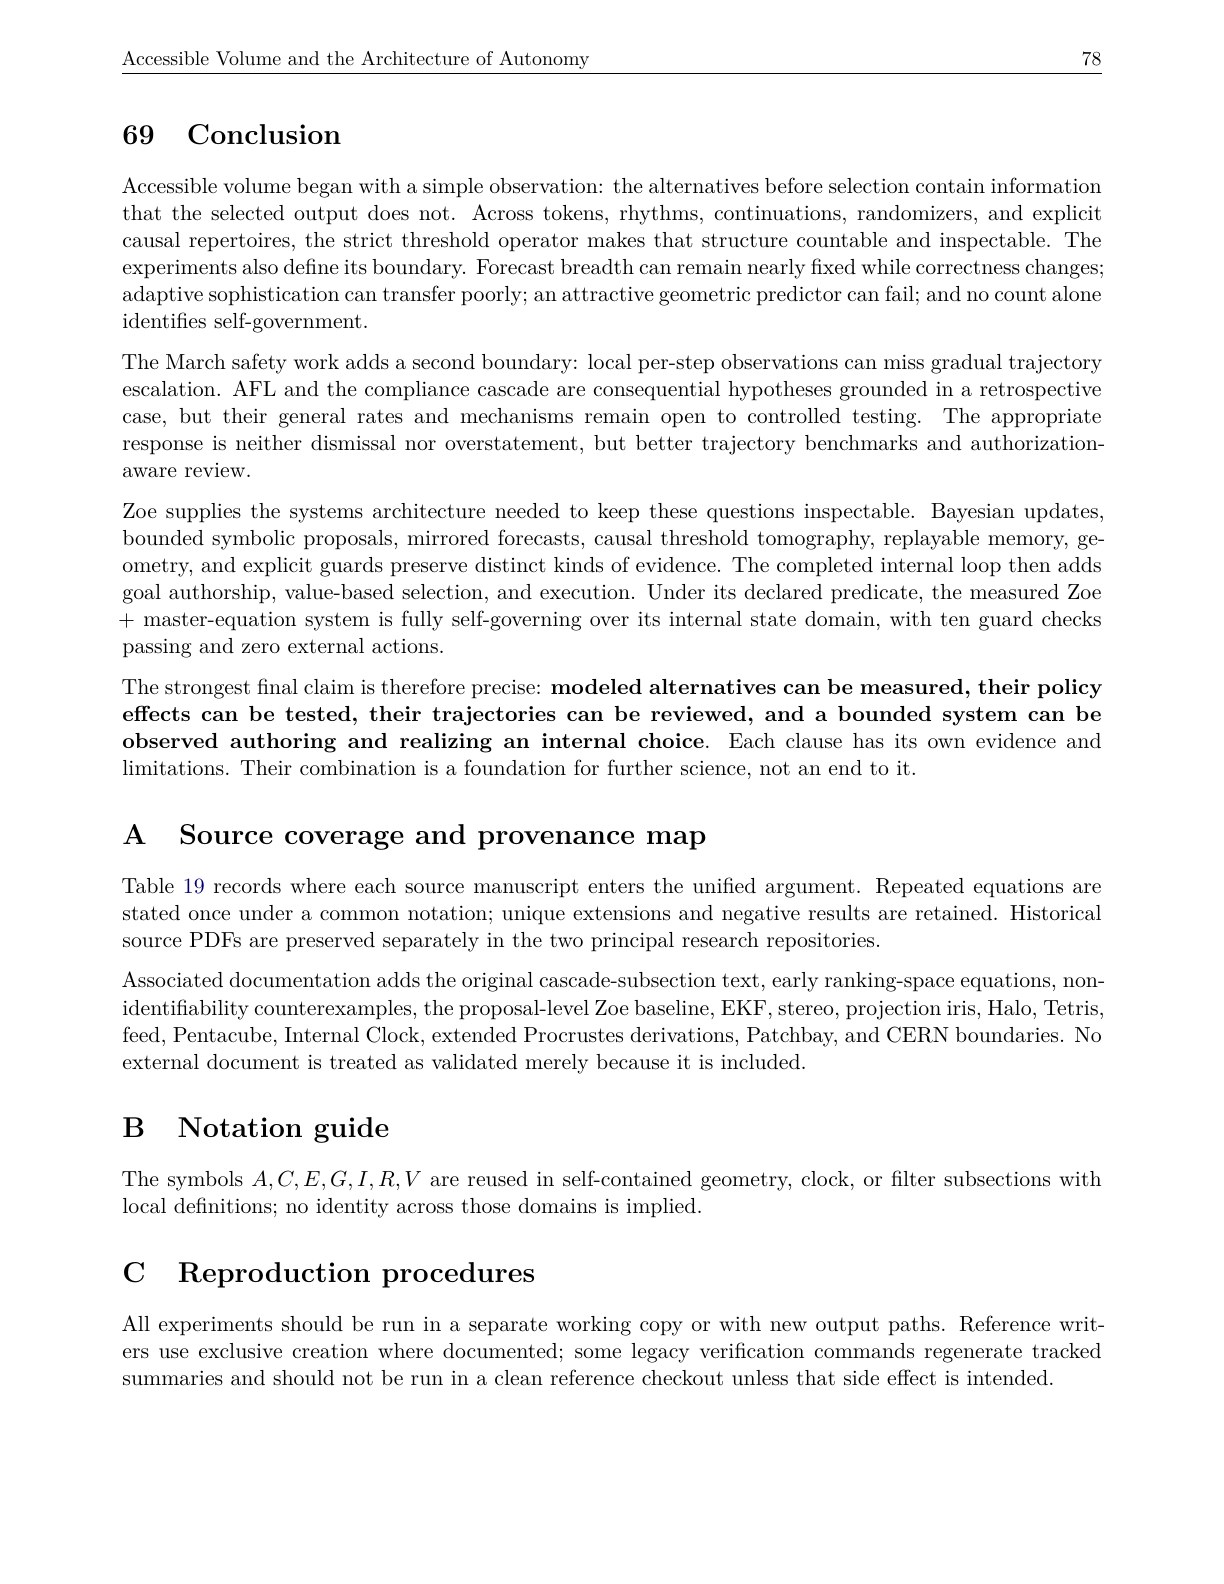 Accessible Volume and the Architecture of Autonomy 78
69 Conclusion
Accessible volume began with a simple observation: the alternatives before selection contain information
that the selected output does not. Across tokens, rhythms, continuations, randomizers, and explicit
causal repertoires, the strict threshold operator makes that structure countable and inspectable. The
experiments also define its boundary. Forecast breadth can remain nearly fixed while correctness changes;
adaptive sophistication can transfer poorly; an attractive geometric predictor can fail; and no count alone
identifies self-government.
The March safety work adds a second boundary: local per-step observations can miss gradual trajectory
escalation. AFL and the compliance cascade are consequential hypotheses grounded in a retrospective
case, but their general rates and mechanisms remain open to controlled testing. The appropriate
response is neither dismissal nor overstatement, but better trajectory benchmarks and authorization-
aware review.
Zoe supplies the systems architecture needed to keep these questions inspectable. Bayesian updates,
bounded symbolic proposals, mirrored forecasts, causal threshold tomography, replayable memory, ge-
ometry, and explicit guards preserve distinct kinds of evidence. The completed internal loop then adds
goal authorship, value-based selection, and execution. Under its declared predicate, the measured Zoe
+ master-equation system is fully self-governing over its internal state domain, with ten guard checks
passing and zero external actions.
The strongest final claim is therefore precise: modeled alternatives can be measured, their policy
effects can be tested, their trajectories can be reviewed, and a bounded system can be
observed authoring and realizing an internal choice. Each clause has its own evidence and
limitations. Their combination is a foundation for further science, not an end to it.
A Source coverage and provenance map
Table 19 records where each source manuscript enters the unified argument. Repeated equations are
stated once under a common notation; unique extensions and negative results are retained. Historical
source PDFs are preserved separately in the two principal research repositories.
Associated documentation adds the original cascade-subsection text, early ranking-space equations, non-
identifiability counterexamples, the proposal-level Zoe baseline, EKF, stereo, projection iris, Halo, Tetris,
feed, Pentacube, Internal Clock, extended Procrustes derivations, Patchbay, and CERN boundaries. No
external document is treated as validated merely because it is included.
B Notation guide
The symbols A, C, E, G, I, R, V are reused in self-contained geometry, clock, or filter subsections with
local definitions; no identity across those domains is implied.
C Reproduction procedures
All experiments should be run in a separate working copy or with new output paths. Reference writ-
ers use exclusive creation where documented; some legacy verification commands regenerate tracked
summaries and should not be run in a clean reference checkout unless that side effect is intended.